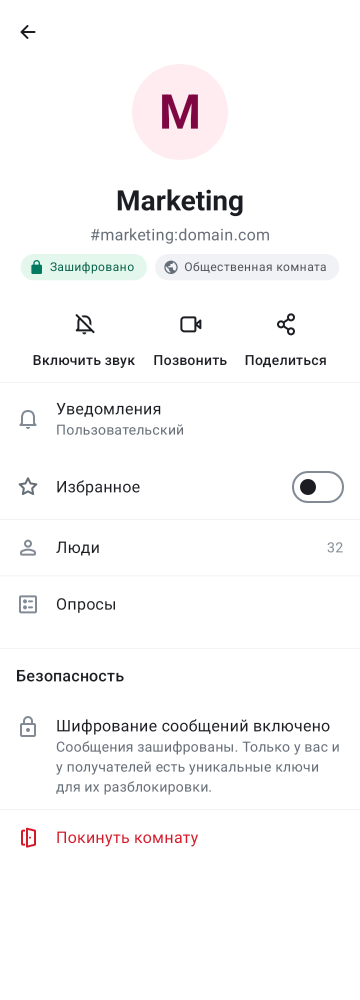 M
Marketing
#marketing:domain.com
Зашифровано
Общественная комната
Включить звук
Позвонить
Поделиться
Уведомления
Пользовательский
Избранное
Люди
32
Опросы
Безопасность
Шифрование сообщений включено
Сообщения зашифрованы. Только у вас и
у получателей есть уникальные ключи
для их разблокировки.
Покинуть комнату